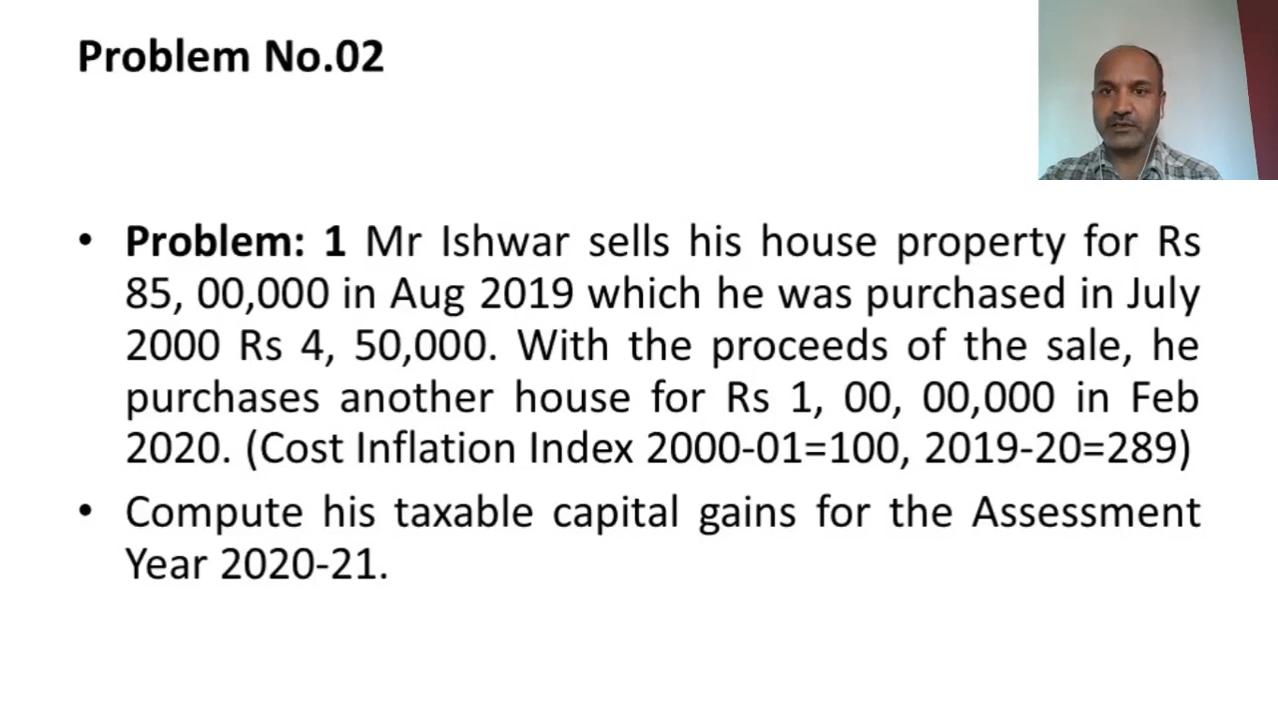 Problem No.02
• Problem: 1 Mr Ishwar sells his house property for Rs
85, 00,000 in Aug 2019 which he was purchased in July
2000 Rs 4, 50,000. With the proceeds of the sale, he
purchases another house for Rs 1, 00, 00,000 in Feb
2020. (Cost Inflation Index 2000-01=100, 2019-20=289)
• Compute his taxable capital gains for the Assessment
Year 2020-21.